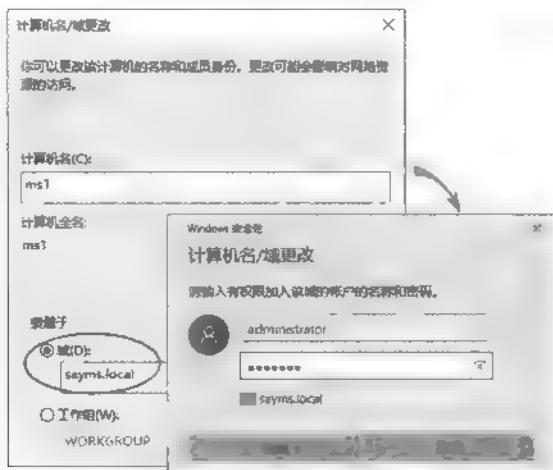 计算机名/域更改
你可以更改该计算机的名称和成员身份，更改可能会影响对网络资
源的访问。
计算机名(C):
ms1
计算机全名:
ms1
隶属于
域(D):
sayms.local
工作组(W):
WORKGROUP
Windows 安全性
计算机名/域更改
请输入有权限加入该域的帐户的名称和密码。
administrator
•••••••
sayms.local